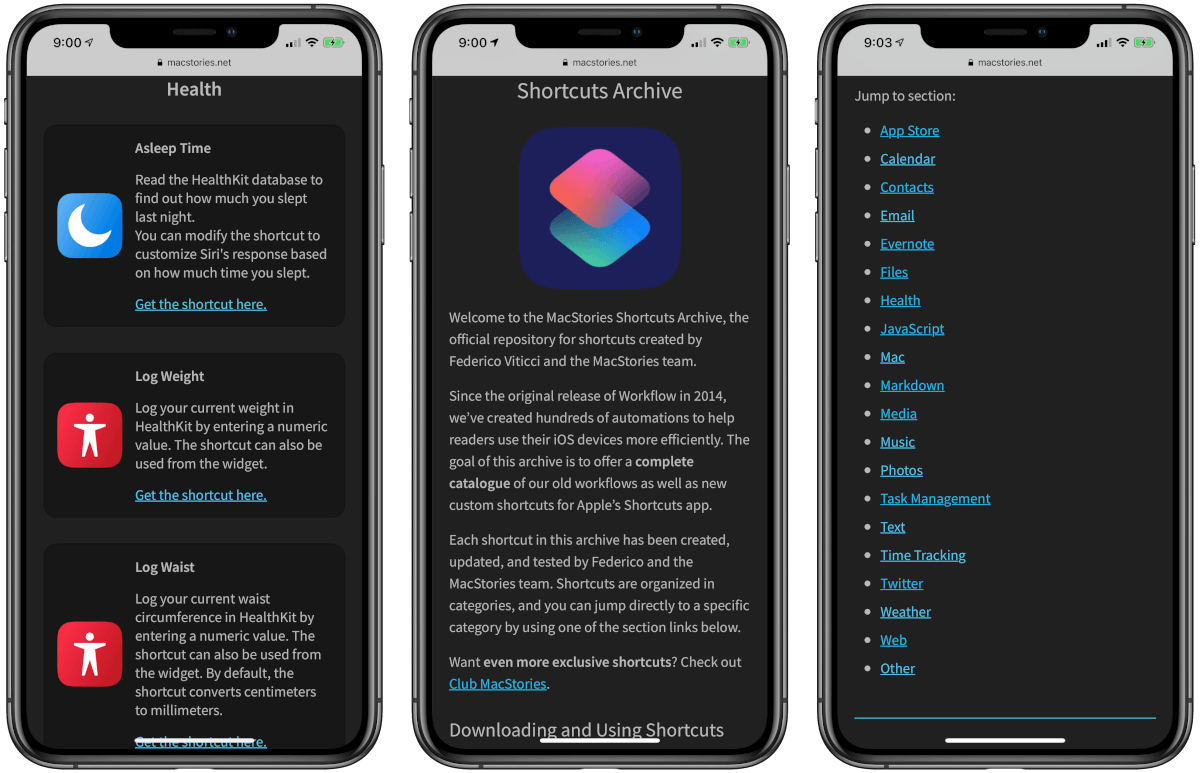 9:00
macstories.net
Health
Asleep Time
Read the HealthKit database to
find out how much you slept
last night.
You can modify the shortcut to
customize Siri's response based
on how much time you slept.
Get the shortcut here.
Log Weight
Log your current weight in
HealthKit by entering a numeric
value. The shortcut can also be
used from the widget.
Get the shortcut here.
Log Waist
Log your current waist
circumference in HealthKit by
entering a numeric value. The
shortcut can also be used from
the widget. By default, the
shortcut converts centimeters
to millimeters.
Get the shortcut here.
9:00
macstories.net
Shortcuts Archive
Welcome to the MacStories Shortcuts Archive, the
official repository for shortcuts created by
Federico Viticci and the MacStories team.
Since the original release of Workflow in 2014,
we’ve created hundreds of automations to help
readers use their iOS devices more efficiently. The
goal of this archive is to offer a complete
catalogue of our old workflows as well as new
custom shortcuts for Apple’s Shortcuts app.
Each shortcut in this archive has been created,
updated, and tested by Federico and the
MacStories team. Shortcuts are organized in
categories, and you can jump directly to a specific
category by using one of the section links below.
Want even more exclusive shortcuts? Check out
Club MacStories.
Downloading and Using Shortcuts
9:03
macstories.net
Jump to section:
App Store
Calendar
Contacts
Email
Evernote
Files
Health
JavaScript
Mac
Markdown
Media
Music
Photos
Task Management
Text
Time Tracking
Twitter
Weather
Web
Other